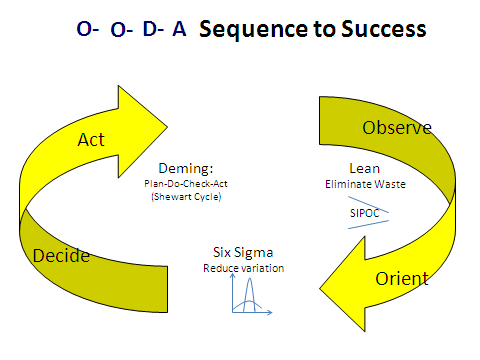 O- O- D- A Sequence to Success
Observe
Act
Deming:
Plan-Do-Check-Act
(Shewart Cycle)
Lean
Eliminate Waste
SIPOC
Decide
Six Sigma
Reduce variation
Orient